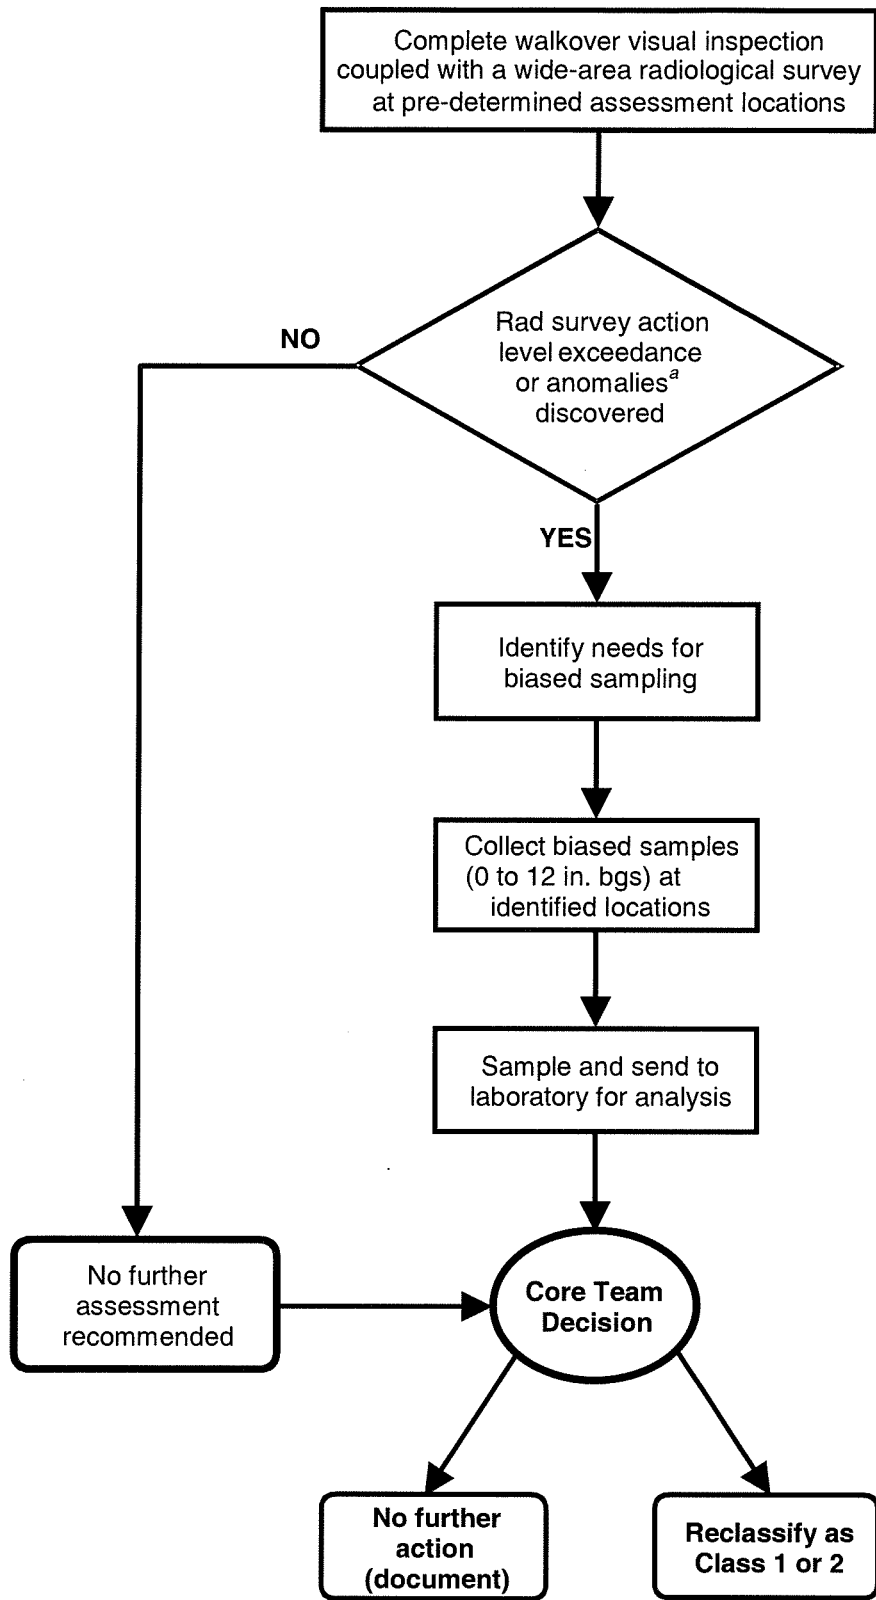 Complete walkover visual inspection
coupled with a wide-area radiological survey
at pre-determined assessment locations
Rad survey action
level exceedance
or anomalies^a
discovered
NO
YES
Identify needs for
biased sampling
Collect biased samples
(0 to 12 in. bgs) at
identified locations
Sample and send to
laboratory for analysis
No further
assessment
recommended
Core Team
Decision
No further
action
(document)
Reclassify as
Class 1 or 2